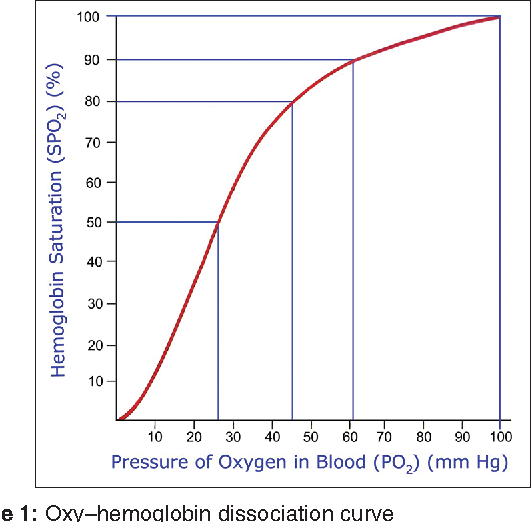 100
90
80
70
60
50
40
30
20
10
Hemoglobin Saturation (SPO₂) (%)
10 20 30 40 50 60 70 80 90 100
Pressure of Oxygen in Blood (PO₂) (mm Hg)
e 1: Oxy–hemoglobin dissociation curve